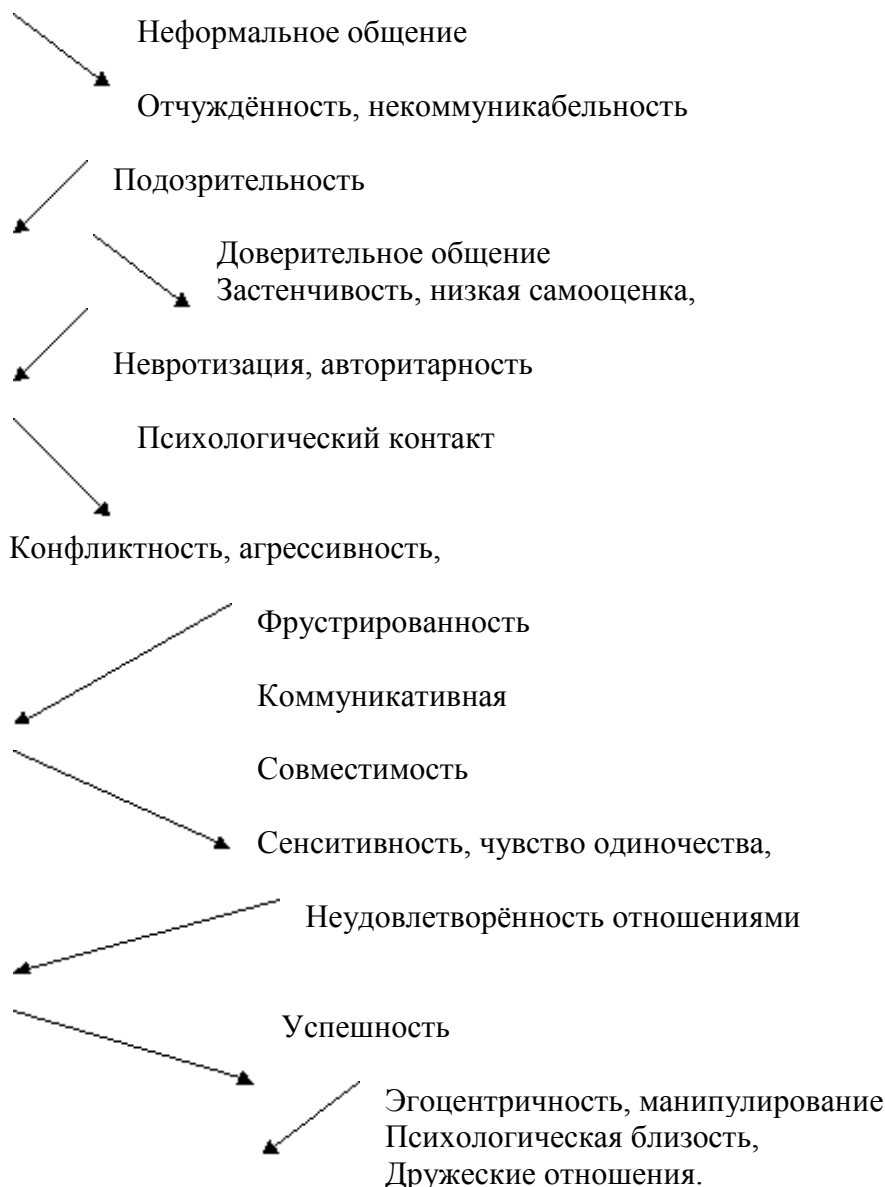 Неформальное общение
Отчуждённость, некоммуникабельность
Подозрительность
Доверительное общение
Застенчивость, низкая самооценка,
Невротизация, авторитарность
Психологический контакт
Конфликтность, агрессивность,
Фрустрированность
Коммуникативная
Совместимость
Сенситивность, чувство одиночества,
Неудовлетворённость отношениями
Успешность
Эгоцентричность, манипулирование
Психологическая близость,
Дружеские отношения.